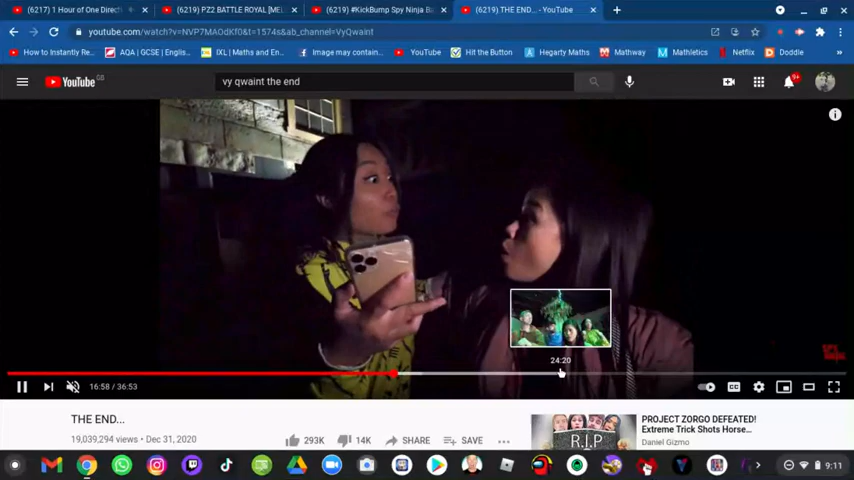 (6217) 1 Hour of One Direct
(6219) PZ2 BATTLE ROYAL [ME
(6219) #KickBump Spy Ninja Ba
(6219) THE END... - YouTube
youtube.com/watch?v=NVP7MAOdKf0&t=1574s&ab_channel=VyQwaint
How to Instantly Re...
AQA | GCSE | Englis...
IXL | Maths and En...
Image may contain...
YouTube
Hit the Button
Hegarty Maths
Mathway
Mathletics
Netflix
Doddle
YouTube GB
vy qwaint the end
9+
24:20
SPY NINJAS
16:58 / 36:53
THE END...
19,039,294 views • Dec 31, 2020
293K
14K
SHARE
SAVE
R.I.P
PROJECT ZORGO DEFEATED!
Extreme Trick Shots Horse...
Daniel Gizmo
9:11